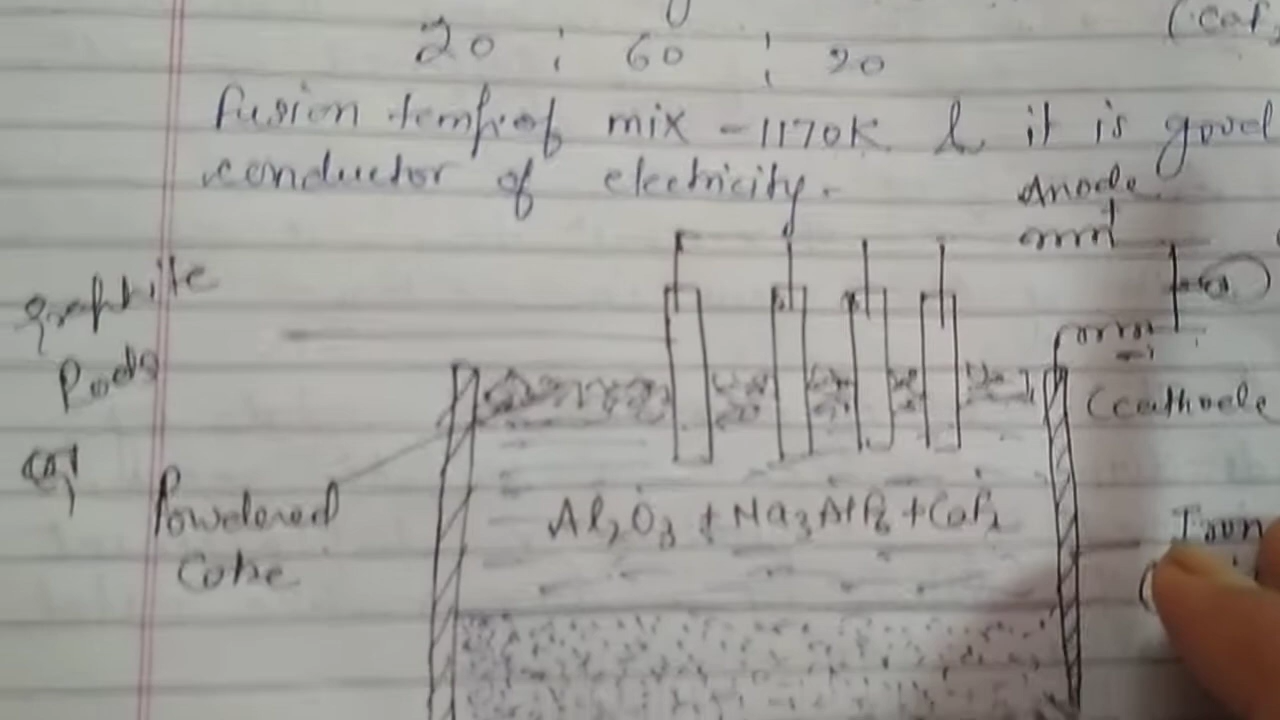 (CaF₂
20 : 60 : 20
fusion temp. of mix - 1170K & it is good
conductor of electricity.
Anode
+
Graphite
Rods
-
(Cathode
Powdered
Coke
Al₂O₃ + Na₃AlF₆ + CaF₂
Iron